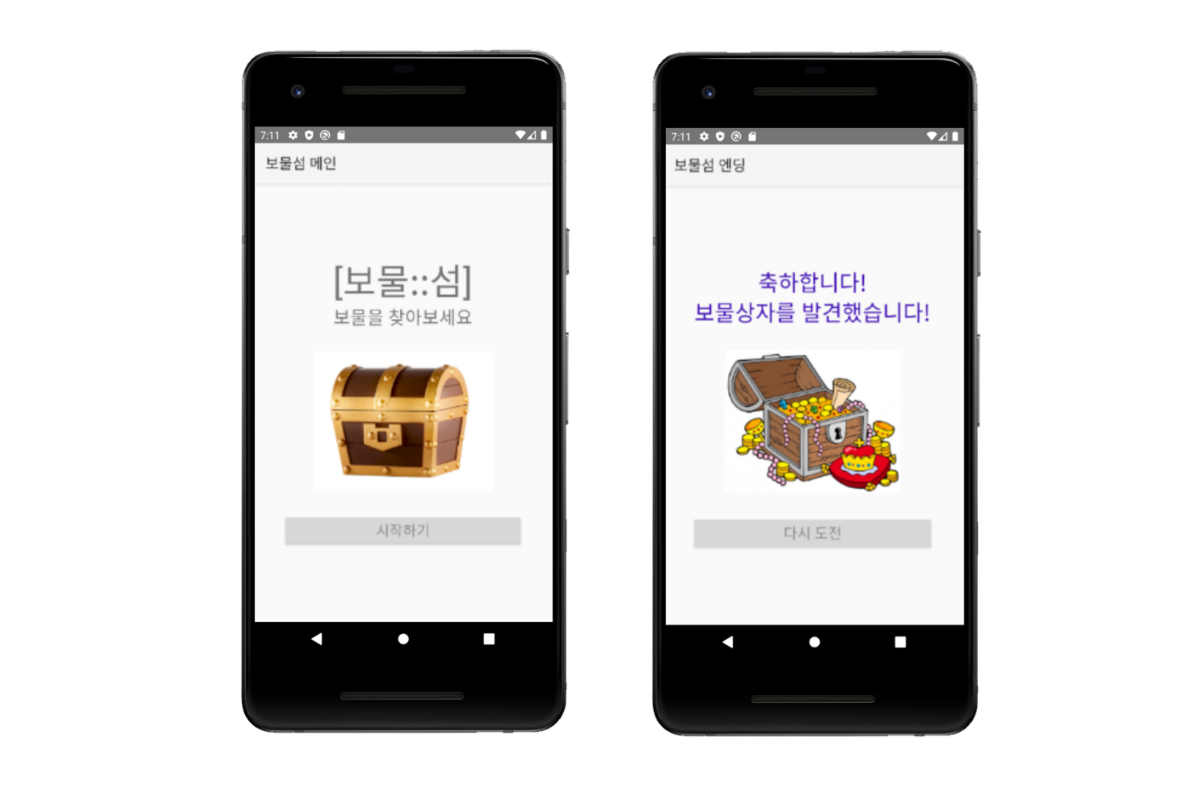 7:11
보물섬 메인
[보물::섬]
보물을 찾아보세요
시작하기
7:11
보물섬 엔딩
축하합니다!
보물상자를 발견했습니다!
1
다시 도전